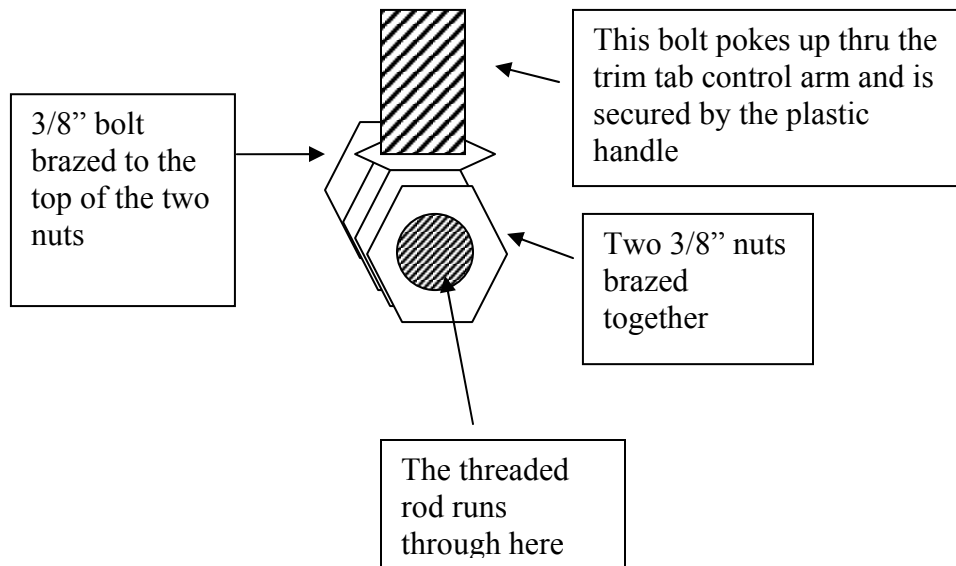 This bolt pokes up thru the
trim tab control arm and is
secured by the plastic
handle
3/8” bolt
brazed to the
top of the two
nuts
Two 3/8” nuts
brazed
together
The threaded
rod runs
through here